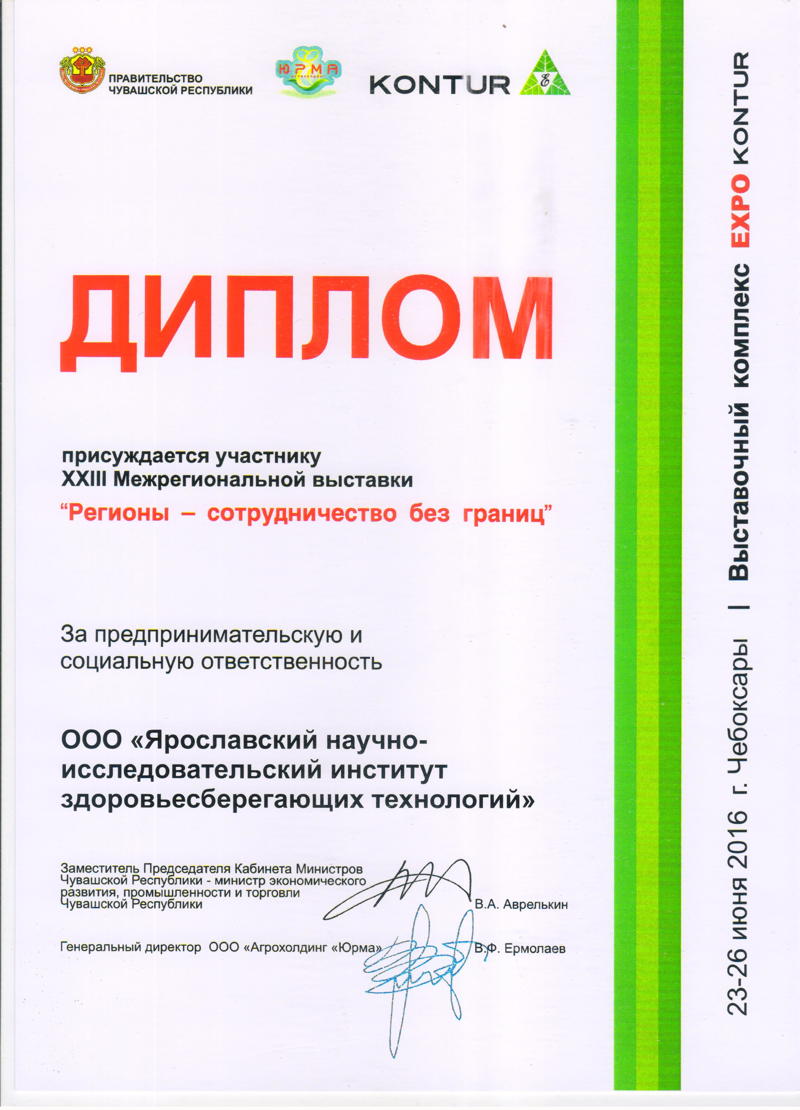 ПРАВИТЕЛЬСТВО
ЧУВАШСКОЙ РЕСПУБЛИКИ
ЮРМА
KONTUR
Е
ДИПЛОМ
присуждается участнику
XXIII Межрегиональной выставки
“Регионы – сотрудничество без границ”
За предпринимательскую и
социальную ответственность
ООО «Ярославский научно-
исследовательский институт
здоровьесберегающих технологий»
Заместитель Председателя Кабинета Министров
Чувашской Республики - министр экономического
развития, промышленности и торговли
Чувашской Республики
В.А. Аврелькин
Генеральный директор ООО «Агрохолдинг «Юрма»
В.Ф. Ермолаев
23-26 июня 2016 г. Чебоксары | Выставочный комплекс EXPO KONTUR